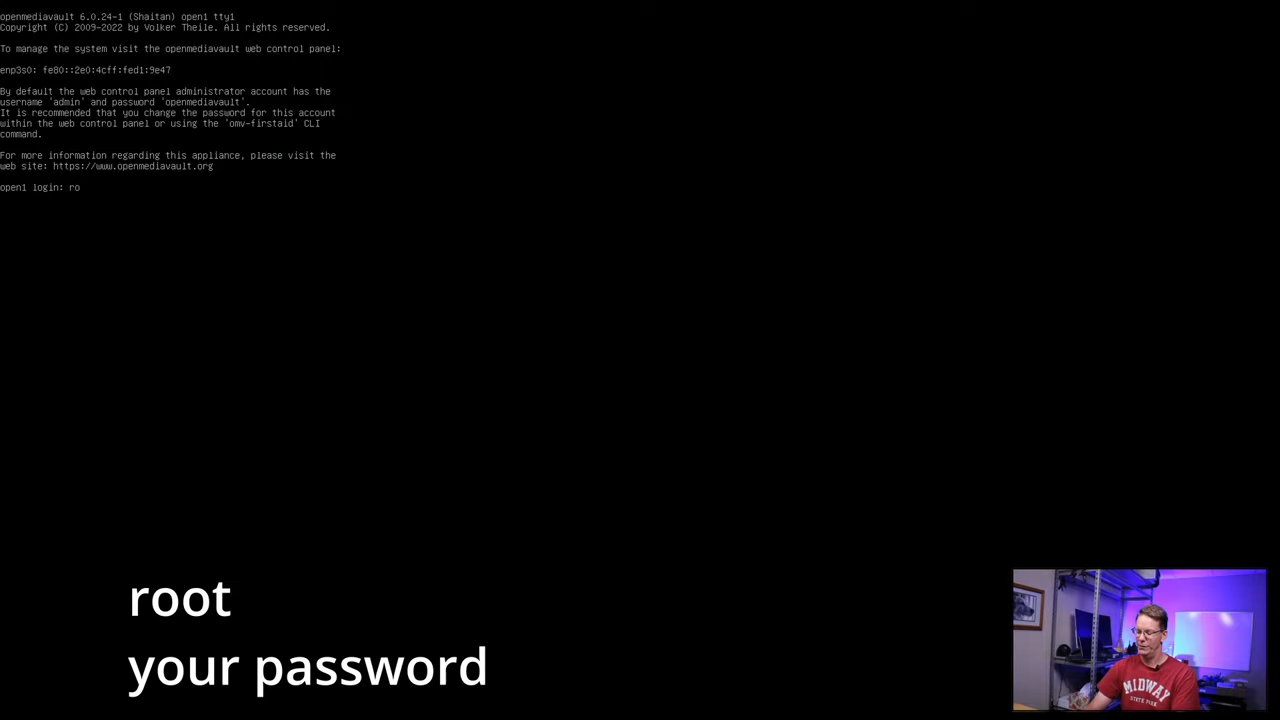 openmediavault 6.0.24-1 (Shaitan) open1 tty1
Copyright (C) 2009-2022 by Volker Theile. All rights reserved.
To manage the system visit the openmediavault web control panel:
enp3s0: fe80::2e0:4cff:fed1:9e47
By default the web control panel administrator account has the
username 'admin' and password 'openmediavault'.
It is recommended that you change the password for this account
within the web control panel or using the 'omv-firstaid' CLI
command.
For more information regarding this appliance, please visit the
web site: https://www.openmediavault.org
open1 login: ro
root
your password
MIDWAY
STATE PARK